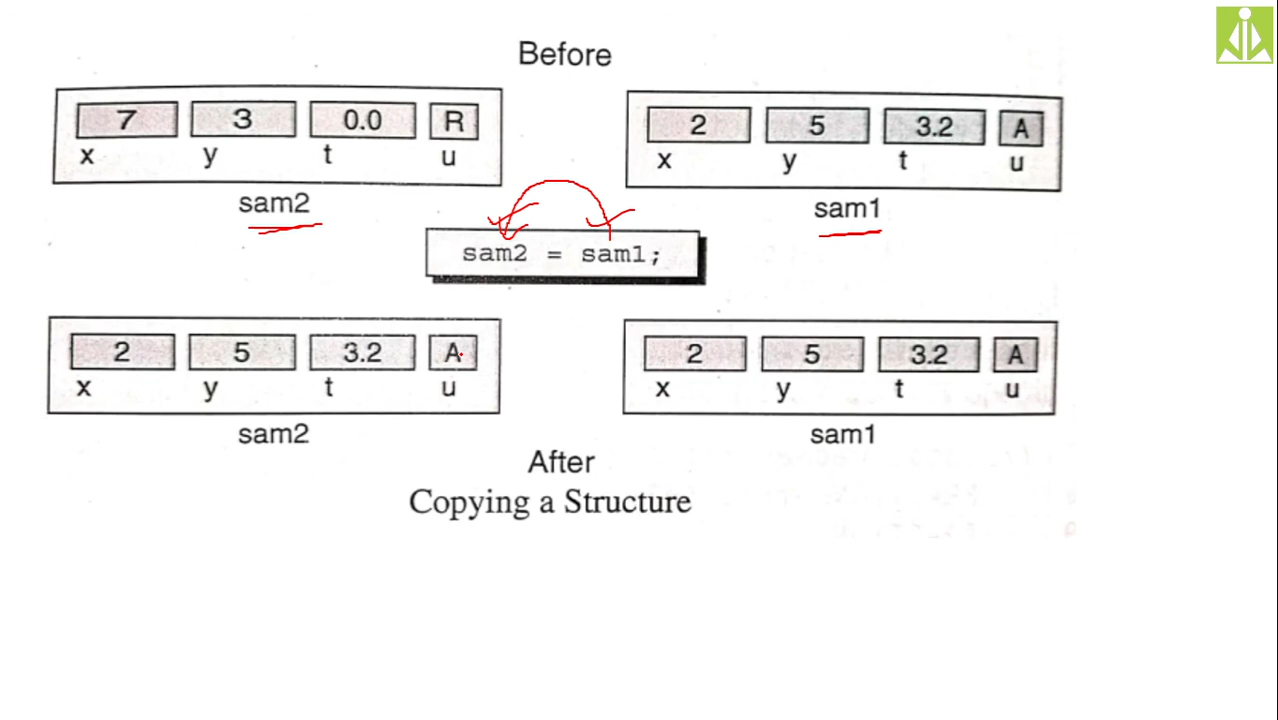 Before
7 3 0.0 R
x y t u
sam2
2 5 3.2 A
x y t u
sam1
sam2 = sam1;
2 5 3.2 A
x y t u
sam2
2 5 3.2 A
x y t u
sam1
After
Copying a Structure